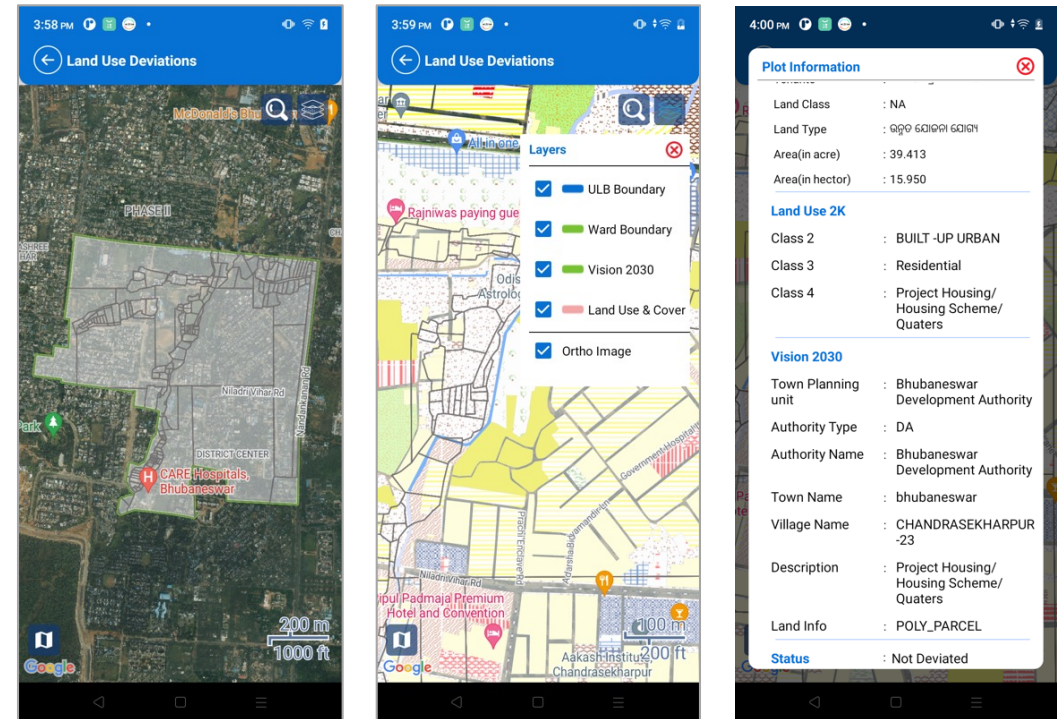 3:58 PM
Land Use Deviations
McDonald's Bhu
PHASE II
Niladri Vihar Rd
Nandankanan Rd
Park
DISTRICT CENTER
CARE Hospitals,
Bhubaneswar
200 m
1000 ft
Google
3:59 PM
Land Use Deviations
All in one
Layers
ULB Boundary
Rajniwas paying gue
Ward Boundary
Vision 2030
Odis
Astrolo
Land Use & Cover
Ortho Image
Government Hospital
Prachi Enclave Rd
Niladri Vihar Rd
ipul Padmaja Premium
Hotel and Convention
100 m
200 ft
Aakash Institute,
Chandrasekharpur
Google
4:00 PM
Plot Information
Land Class : NA
Land Type : ଉନ୍ନତ ଯୋଜନା ଯୋଗ୍ୟ
Area(in acre) : 39.413
Area(in hector) : 15.950
Land Use 2K
Class 2 : BUILT -UP URBAN
Class 3 : Residential
Class 4 : Project Housing/
Housing Scheme/
Quaters
Vision 2030
Town Planning : Bhubaneswar
unit Development Authority
Authority Type : DA
Authority Name : Bhubaneswar
Development Authority
Town Name : bhubaneswar
Village Name : CHANDRASEKHARPUR
-23
Description : Project Housing/
Housing Scheme/
Quaters
Land Info : POLY_PARCEL
Status : Not Deviated